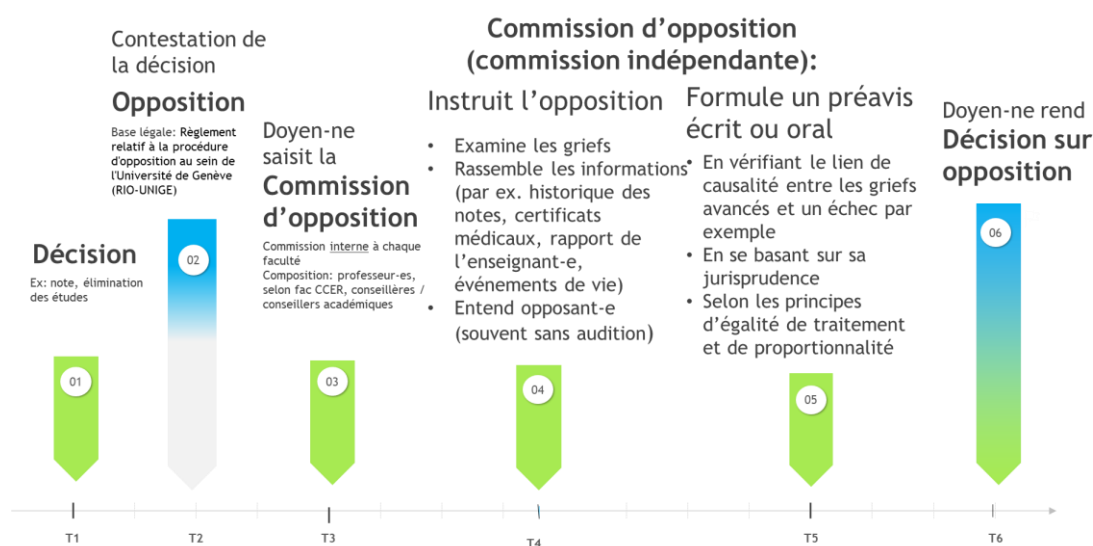 Décision
Ex: note, élimination
des études
01
Contestation de
la décision
Opposition
Base légale: Règlement
relatif à la procédure
d'opposition au sein de
l'Université de Genève
(RIO-UNIGE)
02
Doyen-ne
saisit la
Commission
d'opposition
Commission interne à chaque
faculté
Composition: professeur-es,
selon fac CCER, conseillères /
conseillers académiques
03
Commission d'opposition
(commission indépendante):
Instruit l'opposition
• Examine les griefs
• Rassemble les informations
(par ex. historique des
notes, certificats
médicaux, rapport de
l'enseignant-e,
événements de vie)
• Entend opposant-e
(souvent sans audition)
04
Formule un préavis
écrit ou oral
• En vérifiant le lien de
causalité entre les griefs
avancés et un échec par
exemple
• En se basant sur sa
jurisprudence
• Selon les principes
d'égalité de traitement
et de proportionnalité
05
Doyen-ne rend
Décision sur
opposition
06
T1
T2
T3
T4
T5
T6